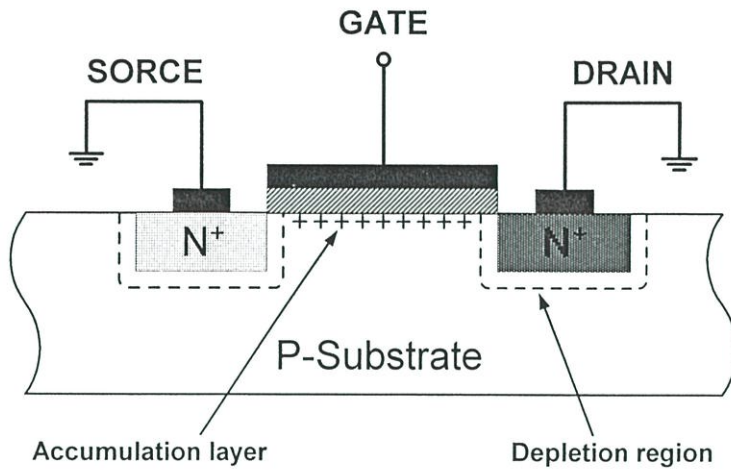 GATE
SORCE
DRAIN
+ + + + + + + + +
N+
N+
P-Substrate
Accumulation layer
Depletion region